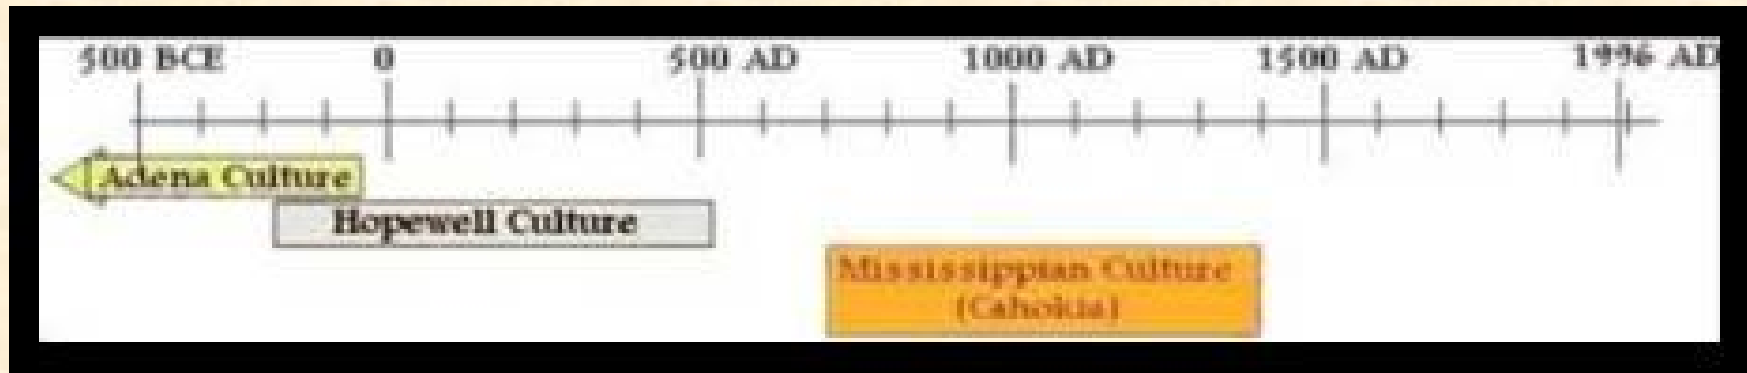 500 BCE 0 500 AD 1000 AD 1500 AD 1996 AD
Adena Culture
Hopewell Culture
Mississippian Culture
(Cahokia)